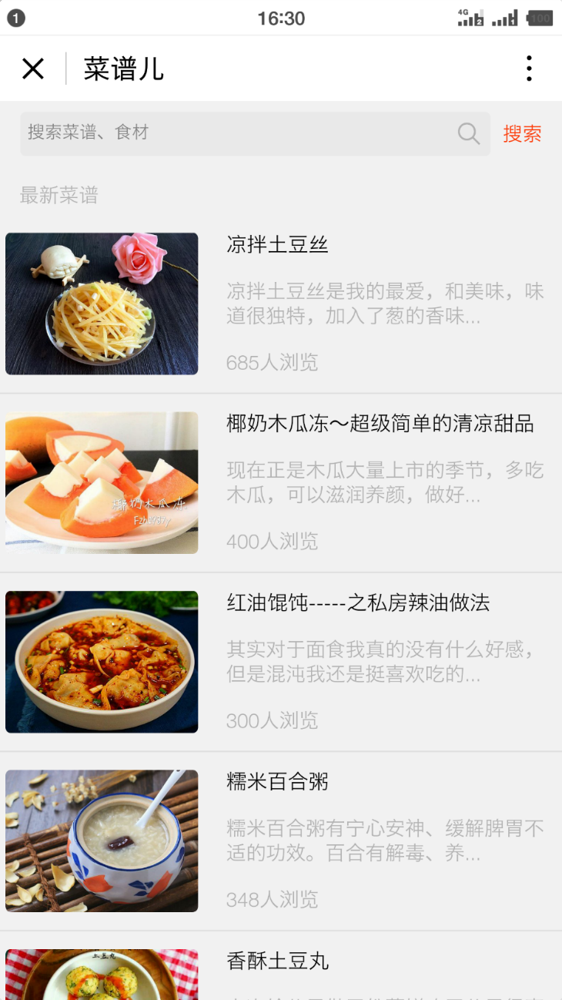 1
16:30
4G
2
1
100
菜谱儿
搜索菜谱、食材
搜索
最新菜谱
凉拌土豆丝
凉拌土豆丝是我的最爱，和美味，味
道很独特，加入了葱的香味...
685人浏览
椰奶木瓜冻～超级简单的清凉甜品
现在正是木瓜大量上市的季节，多吃
木瓜，可以滋润养颜，做好...
400人浏览
椰奶木瓜冻
红油馄饨-----之私房辣油做法
其实对于面食我真的没有什么好感，
但是混沌我还是挺喜欢吃的...
300人浏览
糯米百合粥
糯米百合粥有宁心安神、缓解脾胃不
适的功效。百合有解毒、养...
348人浏览
香酥土豆丸
土豆丸